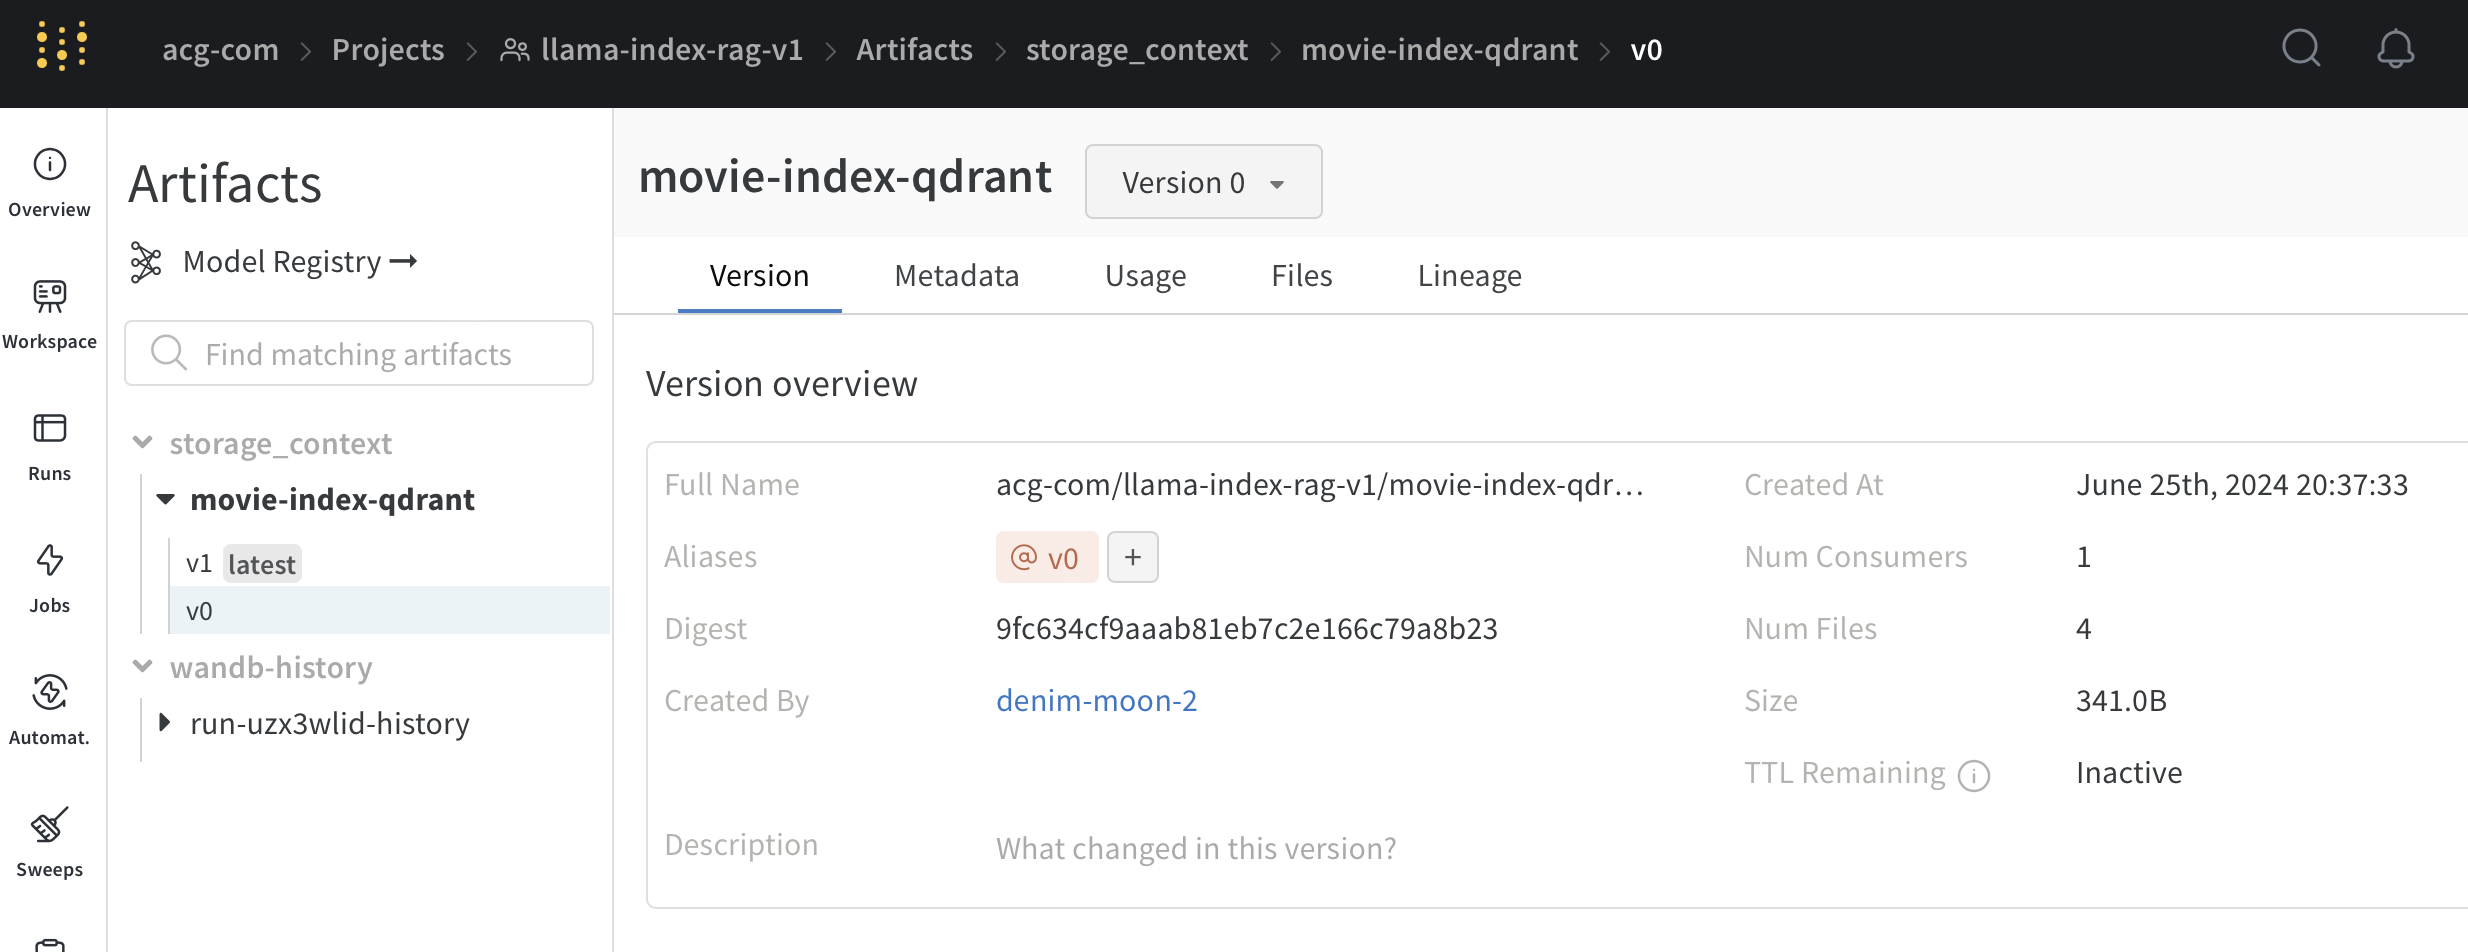 acg-com > Projects > llama-index-rag-v1 > Artifacts > storage_context > movie-index-qdrant > v0
Overview
Workspace
Runs
Jobs
Automat.
Sweeps
Artifacts
Model Registry →
Find matching artifacts
storage_context
movie-index-qdrant
v1 latest
v0
wandb-history
run-uzx3wlid-history
movie-index-qdrant Version 0
Version Metadata Usage Files Lineage
Version overview
Full Name acg-com/llama-index-rag-v1/movie-index-qdr...
Aliases @ v0 +
Digest 9fc634cf9aaab81eb7c2e166c79a8b23
Created By denim-moon-2
Description What changed in this version?
Created At June 25th, 2024 20:37:33
Num Consumers 1
Num Files 4
Size 341.0B
TTL Remaining Inactive